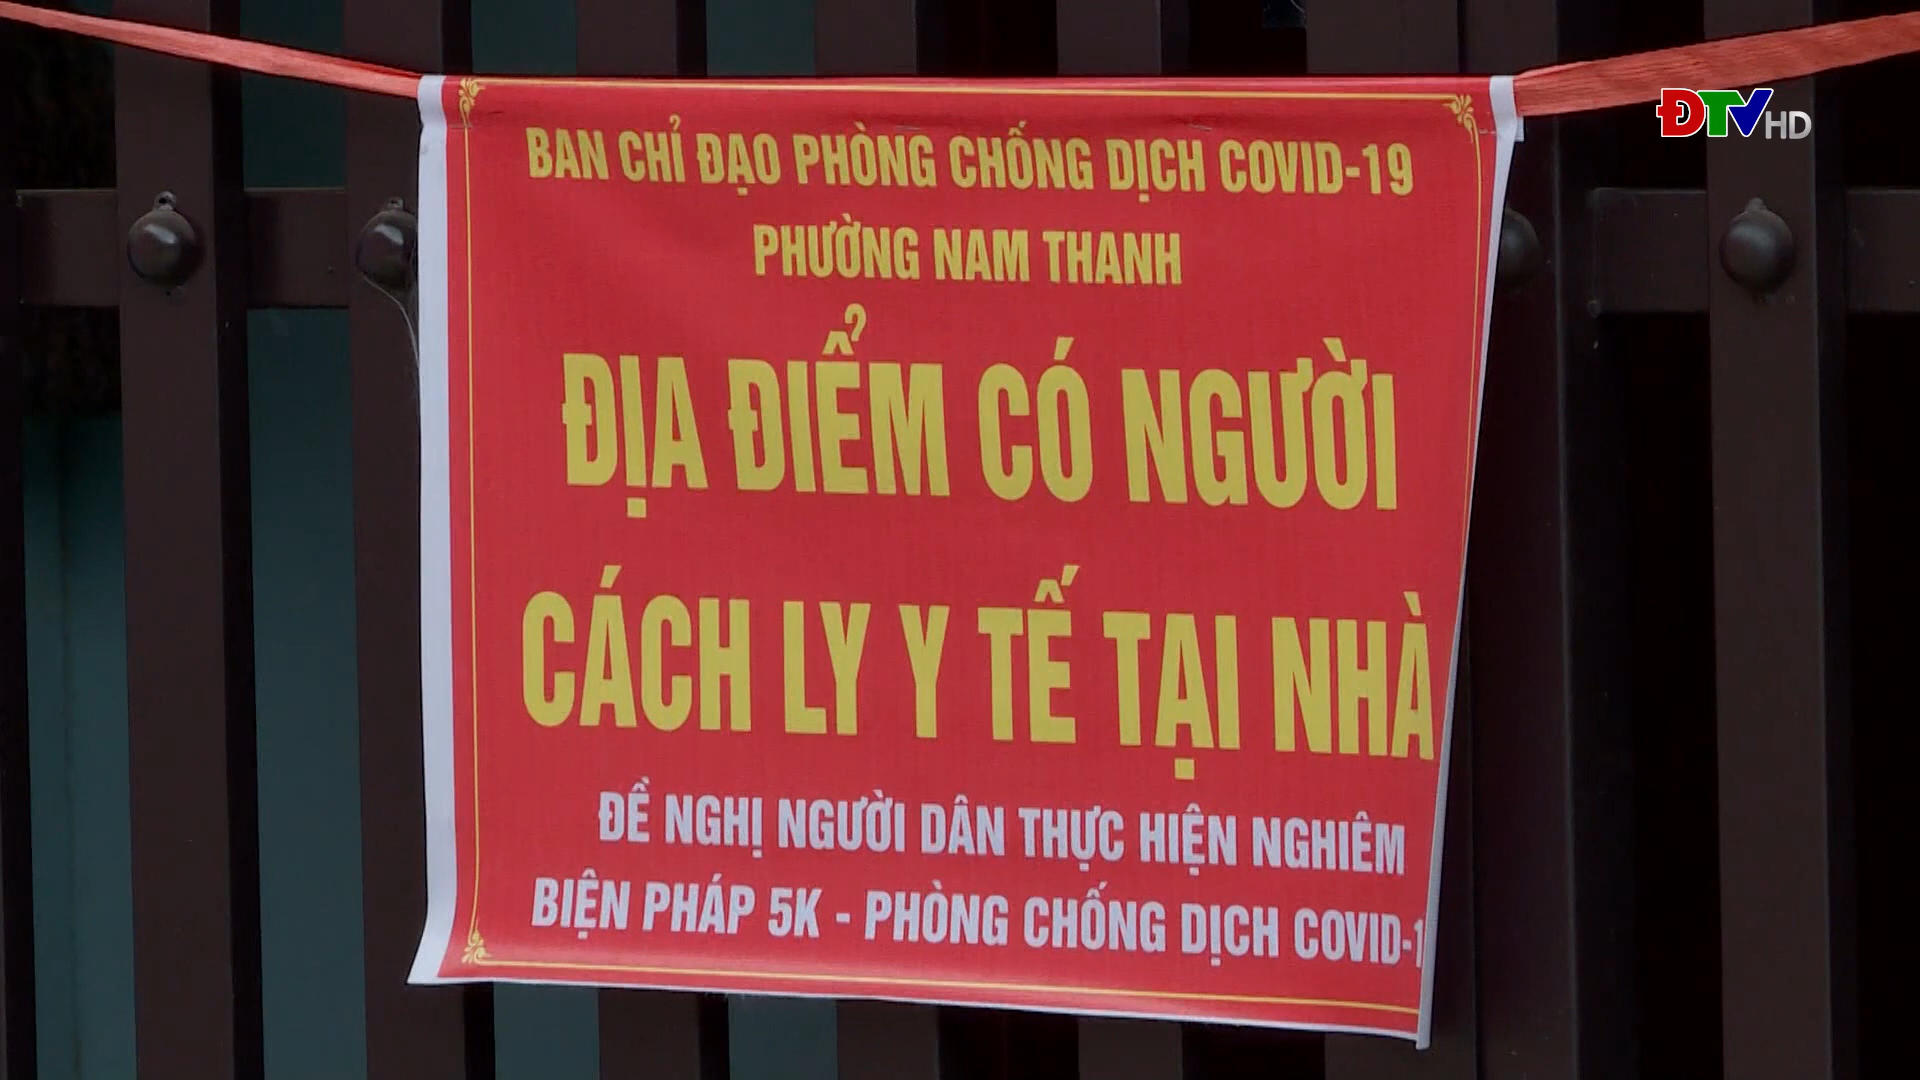 BAN CHỈ ĐẠO PHÒNG CHỐNG DỊCH COVID-19
PHƯỜNG NAM THANH
ĐỊA ĐIỂM CÓ NGƯỜI
CÁCH LY Y TẾ TẠI NHÀ
ĐỀ NGHỊ NGƯỜI DÂN THỰC HIỆN NGHIÊM
BIỆN PHÁP 5K - PHÒNG CHỐNG DỊCH COVID-1
ĐTV HD